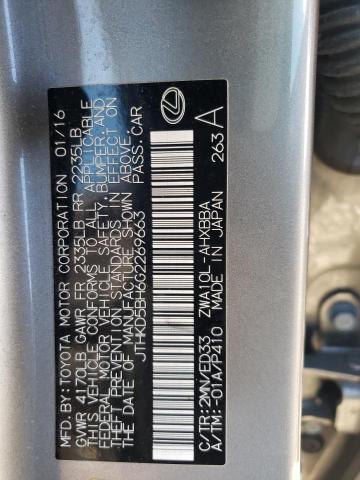 MFD. BY: TOYOTA MOTOR CORPORATION 01/16
GVWR 4170LB GAWR FR 2335LB RR 2235LB
THIS VEHICLE CONFORMS TO ALL APPLICABLE
FEDERAL MOTOR VEHICLE SAFETY, BUMPER, AND
THEFT PREVENTION STANDARDS IN EFFECT ON
THE DATE OF MANUFACTURE SHOWN ABOVE.
JTHKD5BH6G2269663 PASS.CAR
C/TR:2MN/ED33 ZWA10L-AHXBBA
A/TM:-01A/P410 MADE IN JAPAN 263
A